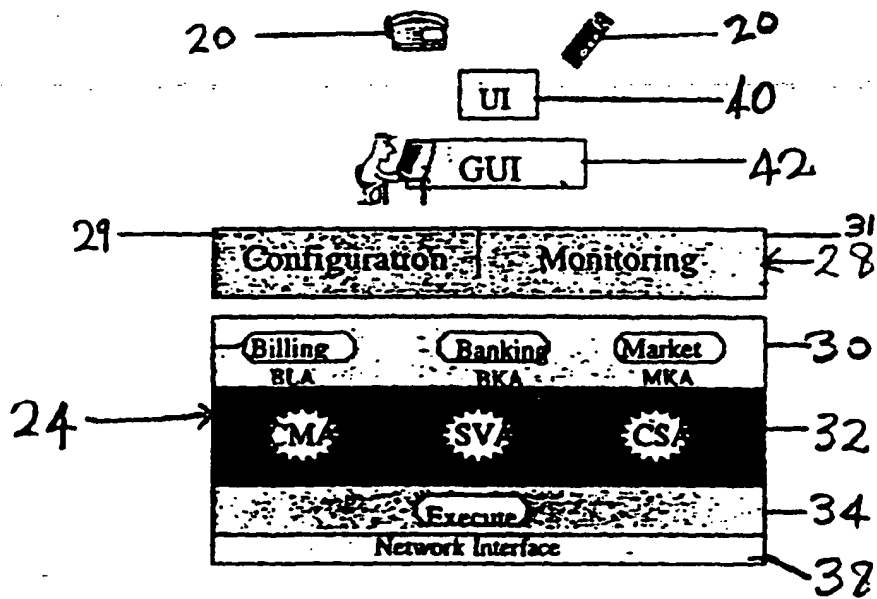 20 20
UI 40
GUI 42
29 31
Configuration Monitoring 28
Billing Banking Market 30
BLA BKA MKA
24 CMA SVA CSA 32
Execute 34
Network Interface
38